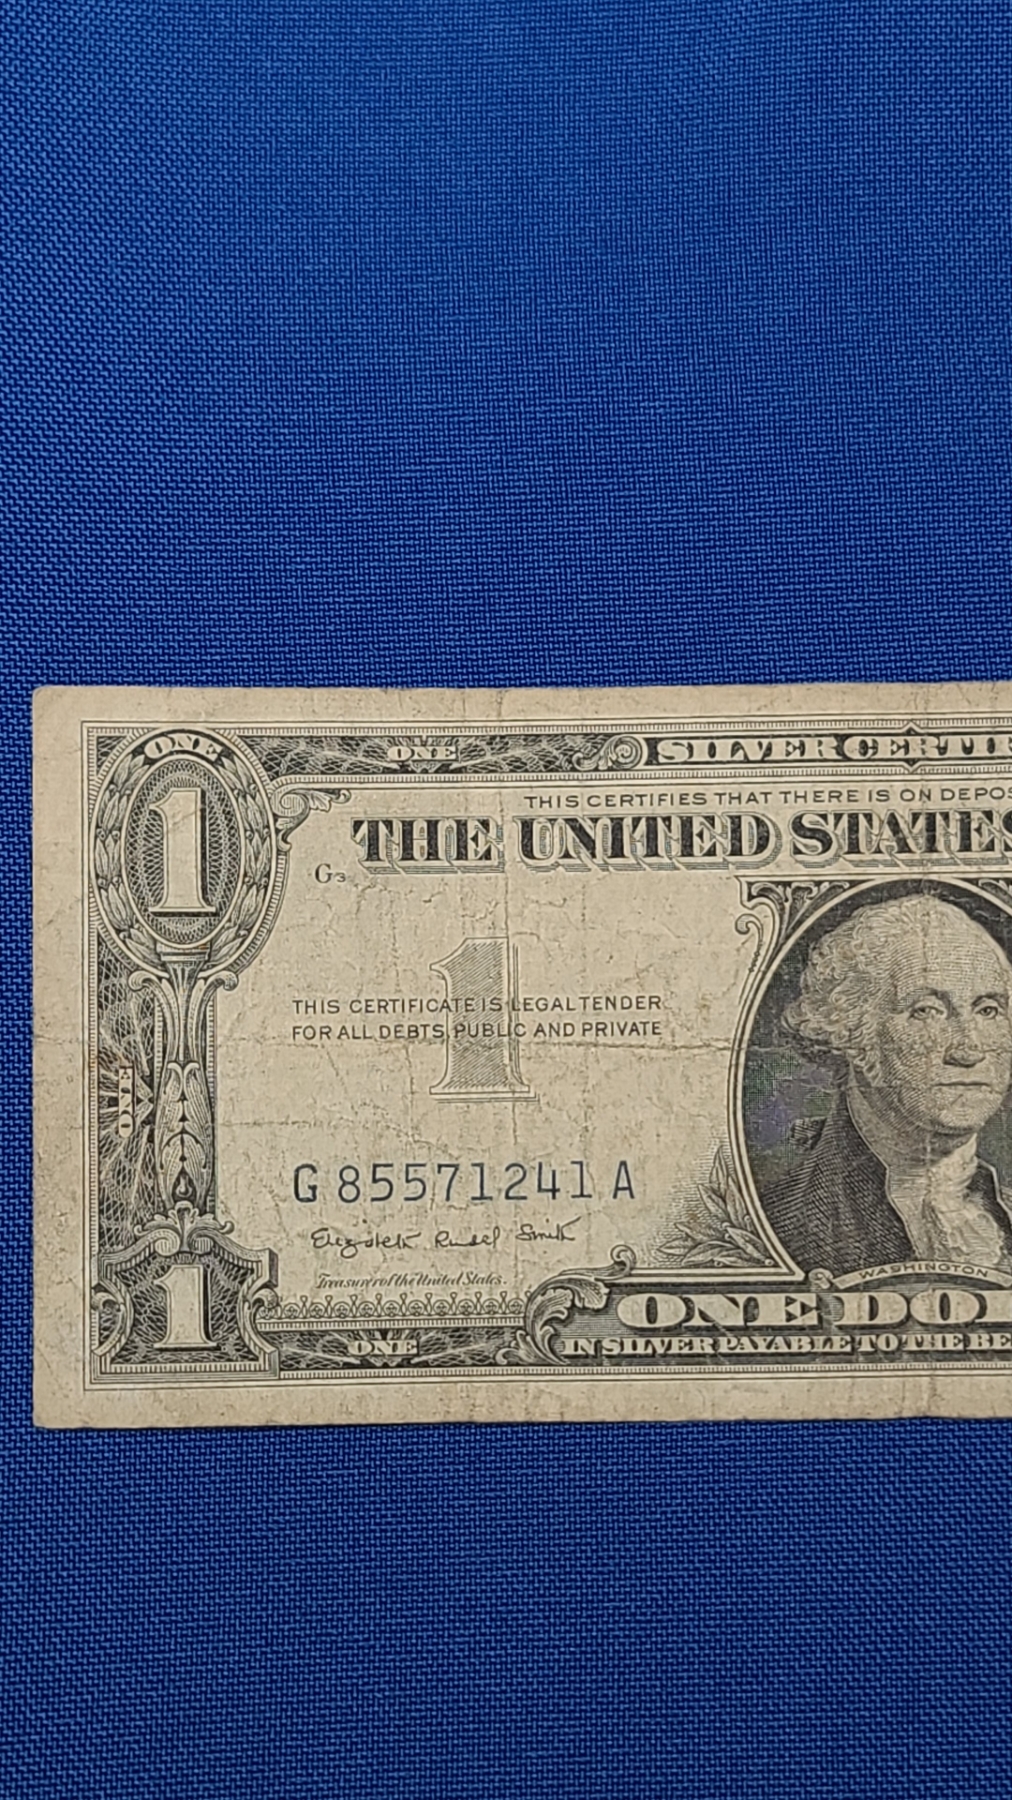 ONE
ONE
SILVER CERTIF
1
THIS CERTIFIES THAT THERE IS ON DEPOS
THE UNITED STATES
G3
1
THIS CERTIFICATE IS LEGAL TENDER
FOR ALL DEBTS, PUBLIC AND PRIVATE
ONE
G 85571241 A
Elizabeth Rudel Smith
Treasurer of the United States.
WASHINGTON
1
ONE DOL
ONE
IN SILVER PAYABLE TO THE BE